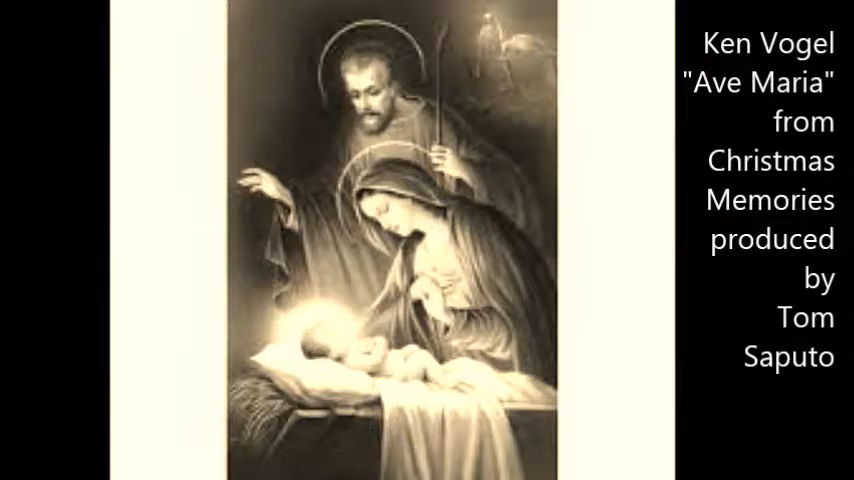 Ken Vogel
"Ave Maria"
from
Christmas
Memories
produced
by
Tom
Saputo